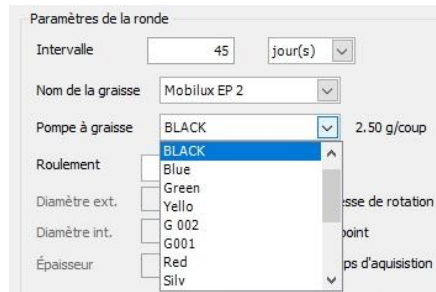 Paramètres de la ronde
Intervalle 45 jour(s)
Nom de la graisse Mobilux EP 2
Pompe à graisse BLACK 2.50 g/coup
BLACK
Roulement
Blue
Green
Diamètre ext. Yello esse de rotation
G 002
Diamètre int. G001 point
Red
Épaisseur Silv ps d'aquisistion